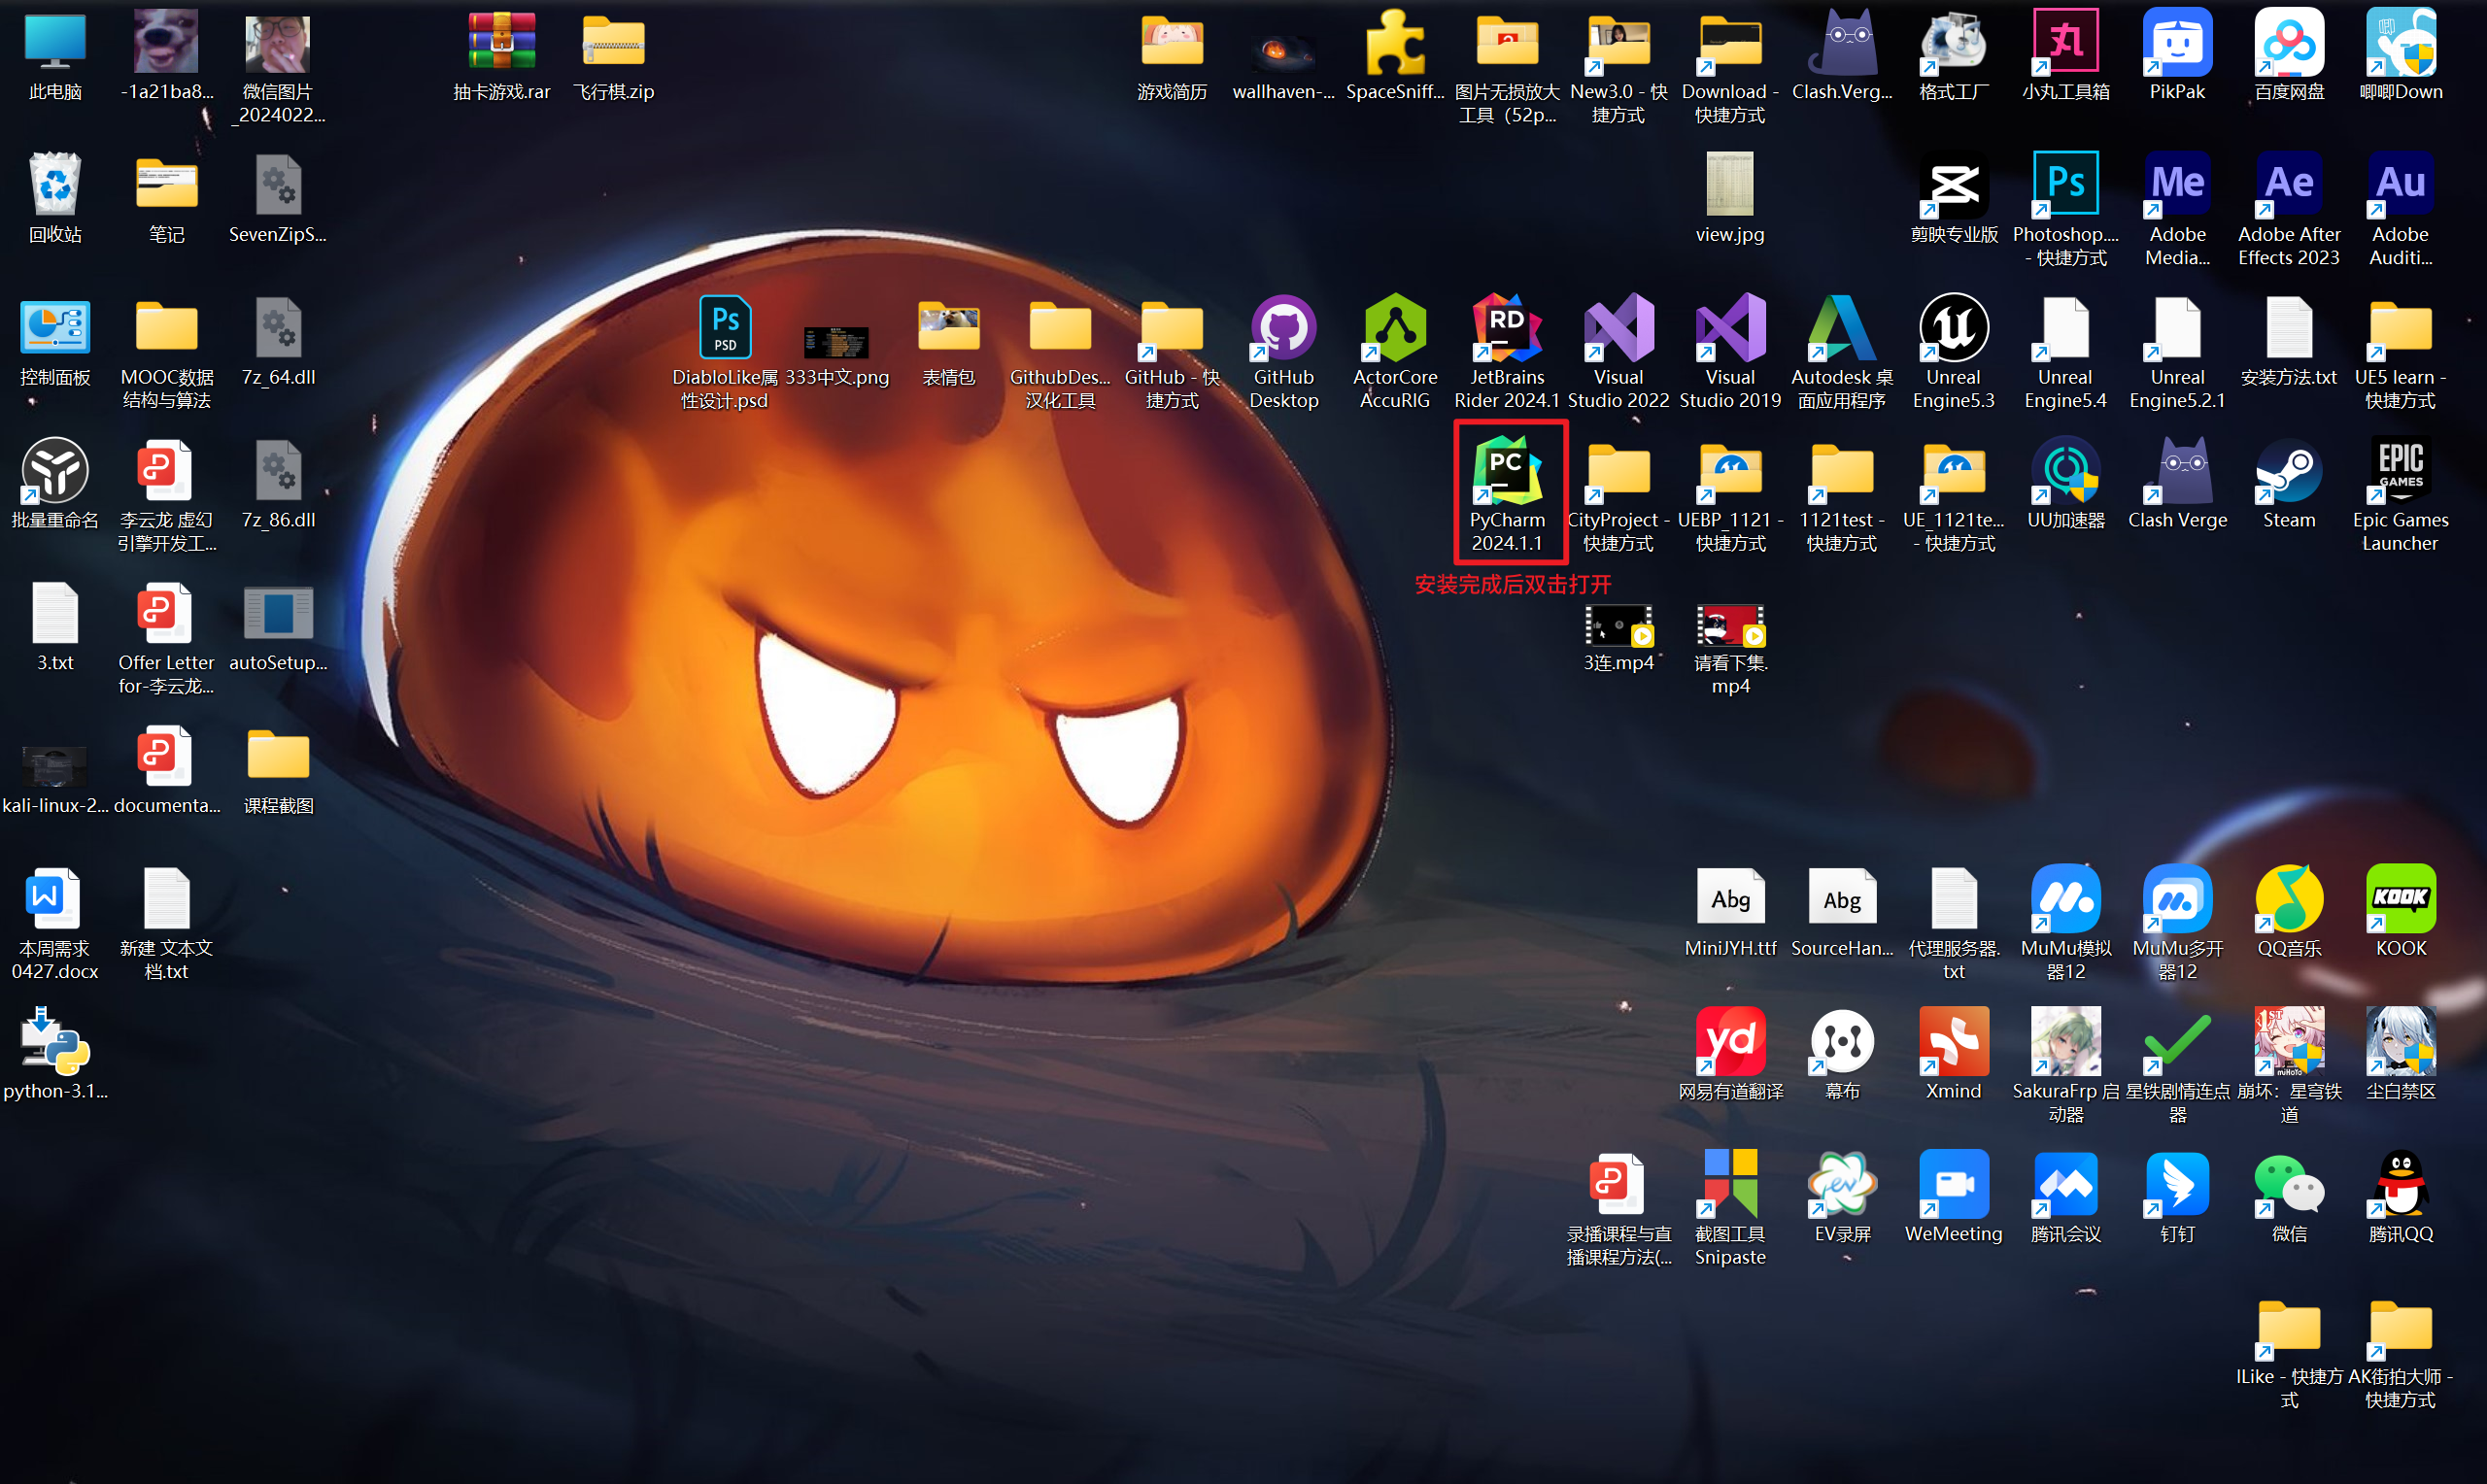 此电脑
-1a21ba8...
微信图片
_2024022...
抽卡游戏.rar
飞行棋.zip
游戏简历
wallhaven-...
SpaceSniff...
图片无损放大
工具（52p...
New3.0 - 快
捷方式
Download -
快捷方式
Clash.Verg...
格式工厂
小丸工具箱
PikPak
百度网盘
唧唧Down
回收站
笔记
SevenZipS...
view.jpg
剪映专业版
Photoshop....
- 快捷方式
Adobe
Media...
Adobe After
Effects 2023
Adobe
Auditi...
控制面板
MOOC数据
结构与算法
7z_64.dll
DiabloLike属
性设计.psd
333中文.png
表情包
GithubDes...
汉化工具
GitHub - 快
捷方式
GitHub
Desktop
ActorCore
AccuRIG
JetBrains
Rider 2024.1
Visual
Studio 2022
Visual
Studio 2019
Autodesk 桌
面应用程序
Unreal
Engine5.3
Unreal
Engine5.4
Unreal
Engine5.2.1
安装方法.txt
UE5 learn -
快捷方式
批量重命名
李云龙 虚幻
引擎开发工...
7z_86.dll
PyCharm
2024.1.1
CityProject -
快捷方式
UEBP_1121 -
快捷方式
1121test -
快捷方式
UE_1121te...
- 快捷方式
UU加速器
Clash Verge
Steam
Epic Games
Launcher
安装完成后双击打开
3.txt
Offer Letter
for-李云龙...
autoSetup...
3连.mp4
请看下集.
mp4
kali-linux-2...
documenta...
课程截图
本周需求
0427.docx
新建 文本文
档.txt
MiniJYH.ttf
SourceHan...
代理服务器.
txt
MuMu模拟
器12
MuMu多开
器12
QQ音乐
KOOK
python-3.1...
网易有道翻译
幕布
Xmind
SakuraFrp 启
动器
星铁剧情连点
器
崩坏：星穹铁
道
尘白禁区
录播课程与直
播课程方法(...
截图工具
Snipaste
EV录屏
WeMeeting
腾讯会议
钉钉
微信
腾讯QQ
ILike - 快捷方
式
AK街拍大师 -
快捷方式